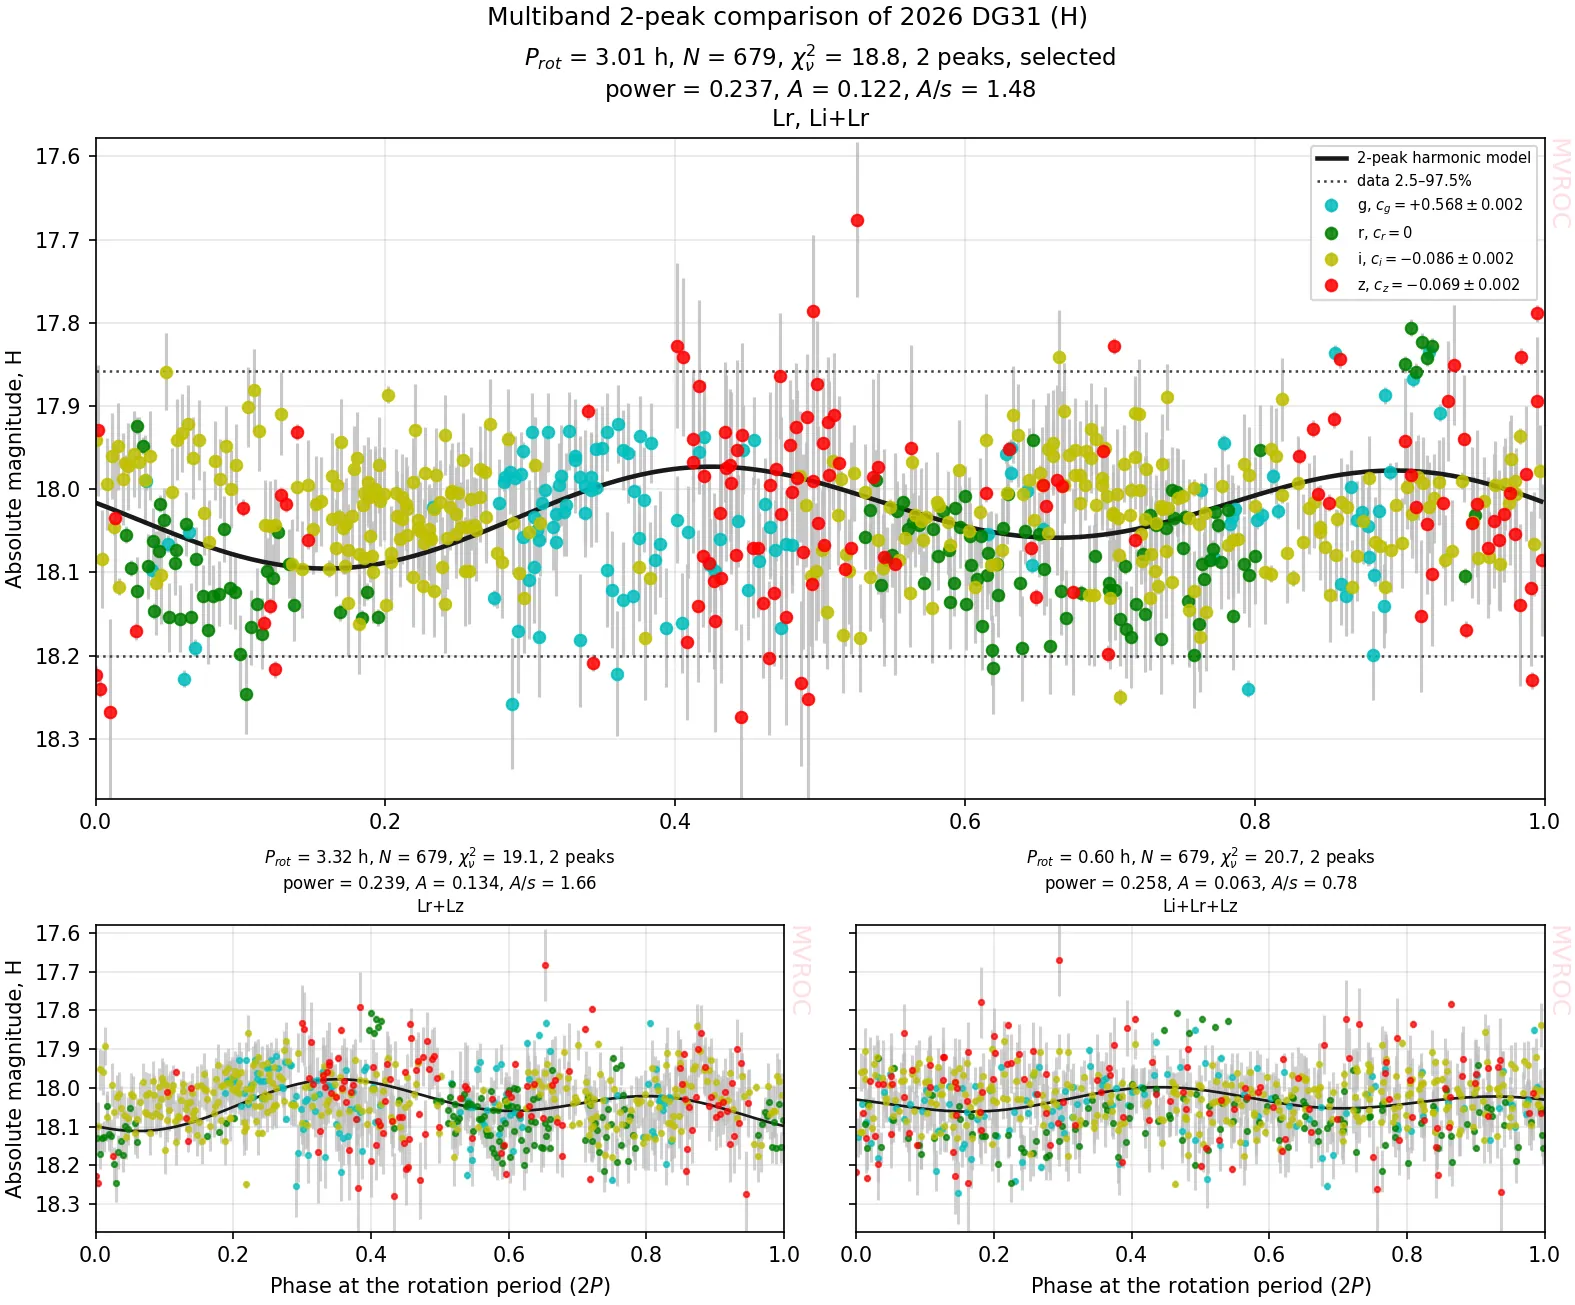 Multiband 2-peak comparison of 2026 DG31 (H)
P_rot = 3.01 h, N = 679, χ²_ν = 18.8, 2 peaks, selected
power = 0.237, A = 0.122, A/s = 1.48
Lr, Li+Lr
2-peak harmonic model
data 2.5–97.5%
g, c_g = +0.568 ± 0.002
r, c_r = 0
i, c_i = −0.086 ± 0.002
z, c_z = −0.069 ± 0.002
MVROC
Absolute magnitude, H
17.6
17.7
17.8
17.9
18.0
18.1
18.2
18.3
0.0 0.2 0.4 0.6 0.8 1.0
P_rot = 3.32 h, N = 679, χ²_ν = 19.1, 2 peaks
power = 0.239, A = 0.134, A/s = 1.66
Lr+Lz
MVROC
Absolute magnitude, H
17.6
17.7
17.8
17.9
18.0
18.1
18.2
18.3
0.0 0.2 0.4 0.6 0.8 1.0
Phase at the rotation period (2P)
P_rot = 0.60 h, N = 679, χ²_ν = 20.7, 2 peaks
power = 0.258, A = 0.063, A/s = 0.78
Li+Lr+Lz
MVROC
0.0 0.2 0.4 0.6 0.8 1.0
Phase at the rotation period (2P)